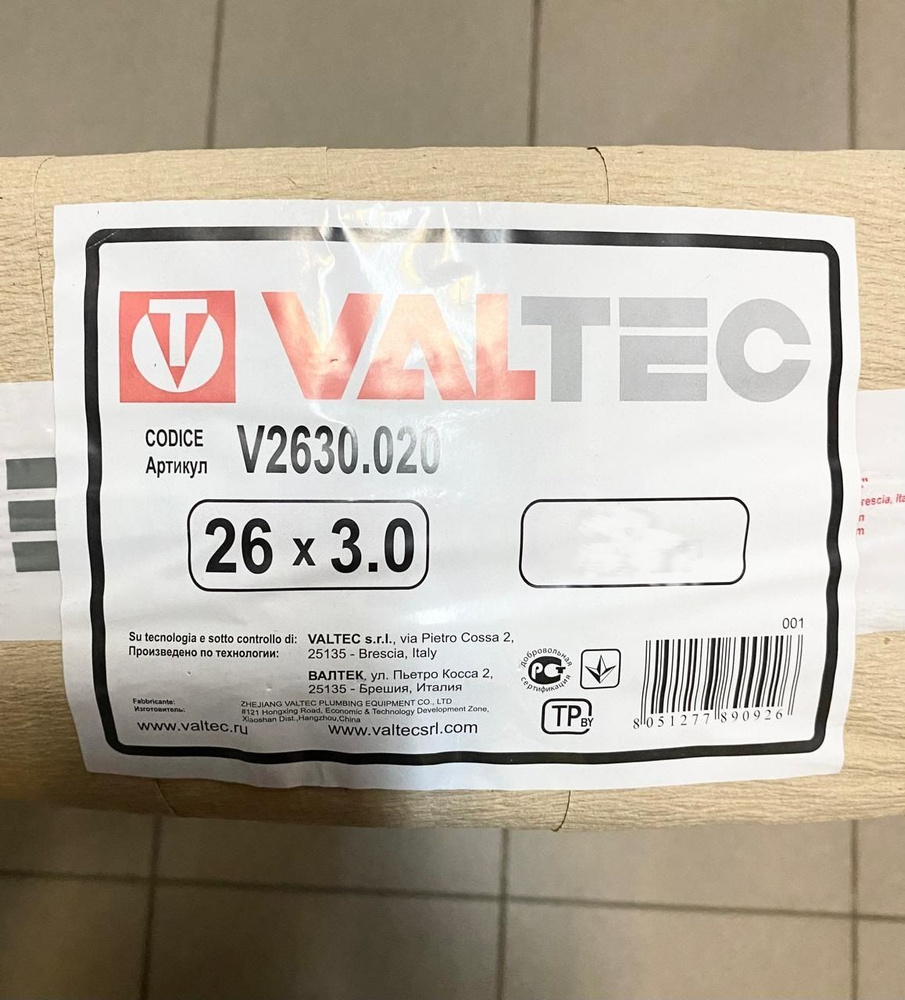 VALTEC
CODICE
Артикул
V2630.020
26 x 3.0
Su tecnologia e sotto controllo di:
Произведено по технологии:
VALTEC s.r.l., via Pietro Cossa 2,
25135 - Brescia, Italy
ВАЛТЕК, ул. Пьетро Косса 2,
25135 - Брешия, Италия
Fabbricante:
Изготовитель:
ZHEJIANG VALTEC PLUMBING EQUIPMENT CO., LTD
#121 Hongxing Road, Economic & Technology Development Zone,
Xiaoshan Dist.,Hangzhou,China
www.valtec.ru
www.valtecsrl.com
добровольная
РСТ
сертификация
TP BY
001
8 051277 890926